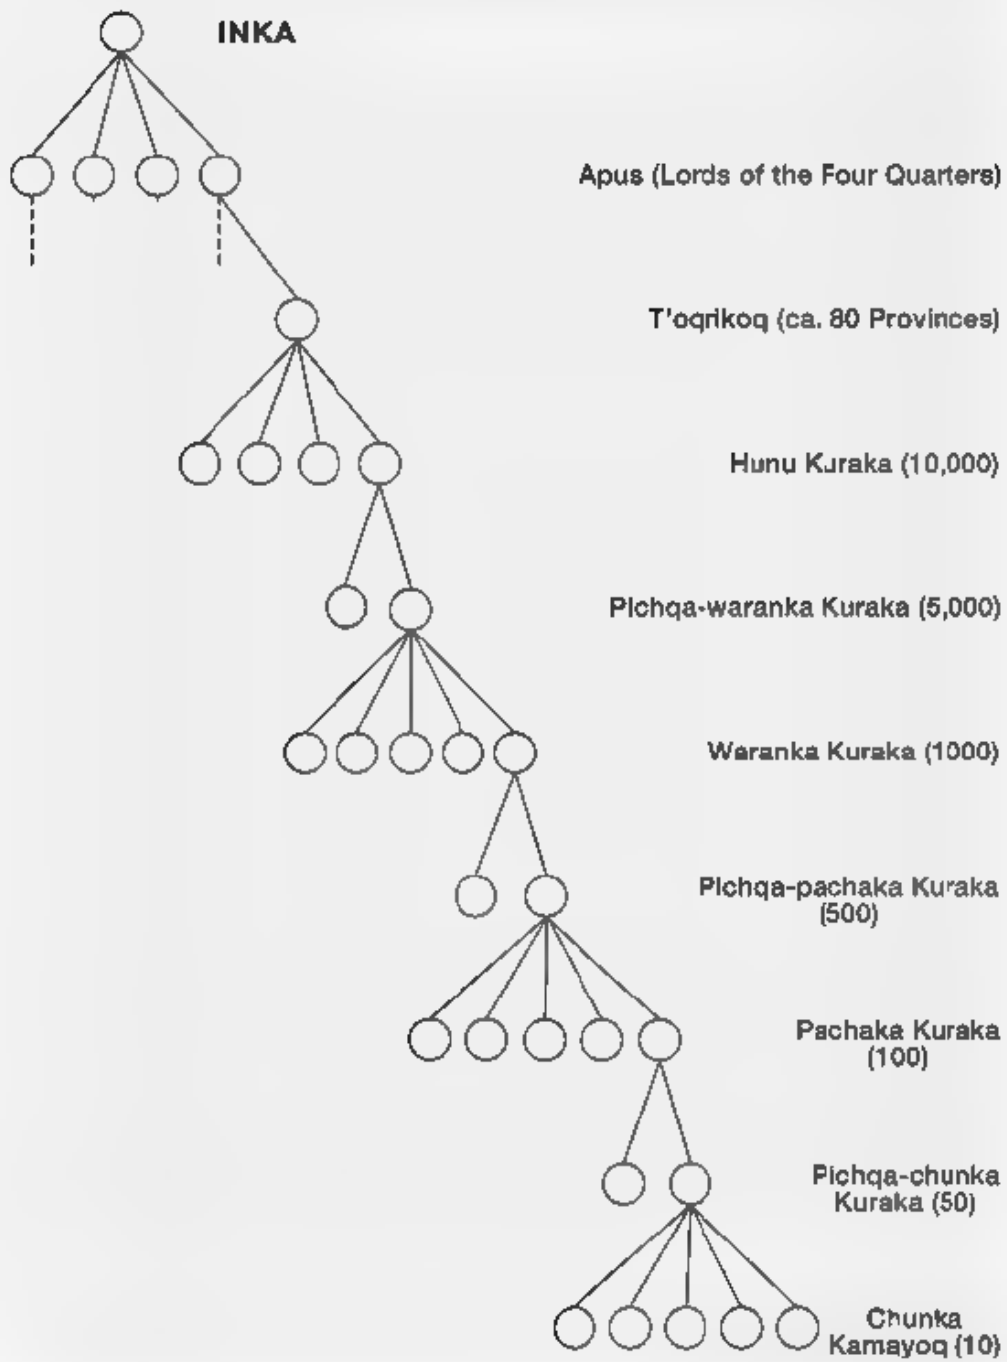 INKA
Apus (Lords of the Four Quarters)
T'oqrikoq (ca. 80 Provinces)
Hunu Kuraka (10,000)
Pichqa-waranka Kuraka (5,000)
Waranka Kuraka (1000)
Pichqa-pachaka Kuraka
(500)
Pachaka Kuraka
(100)
Pichqa-chunka
Kuraka (50)
Chunka
Kamayoq (10)